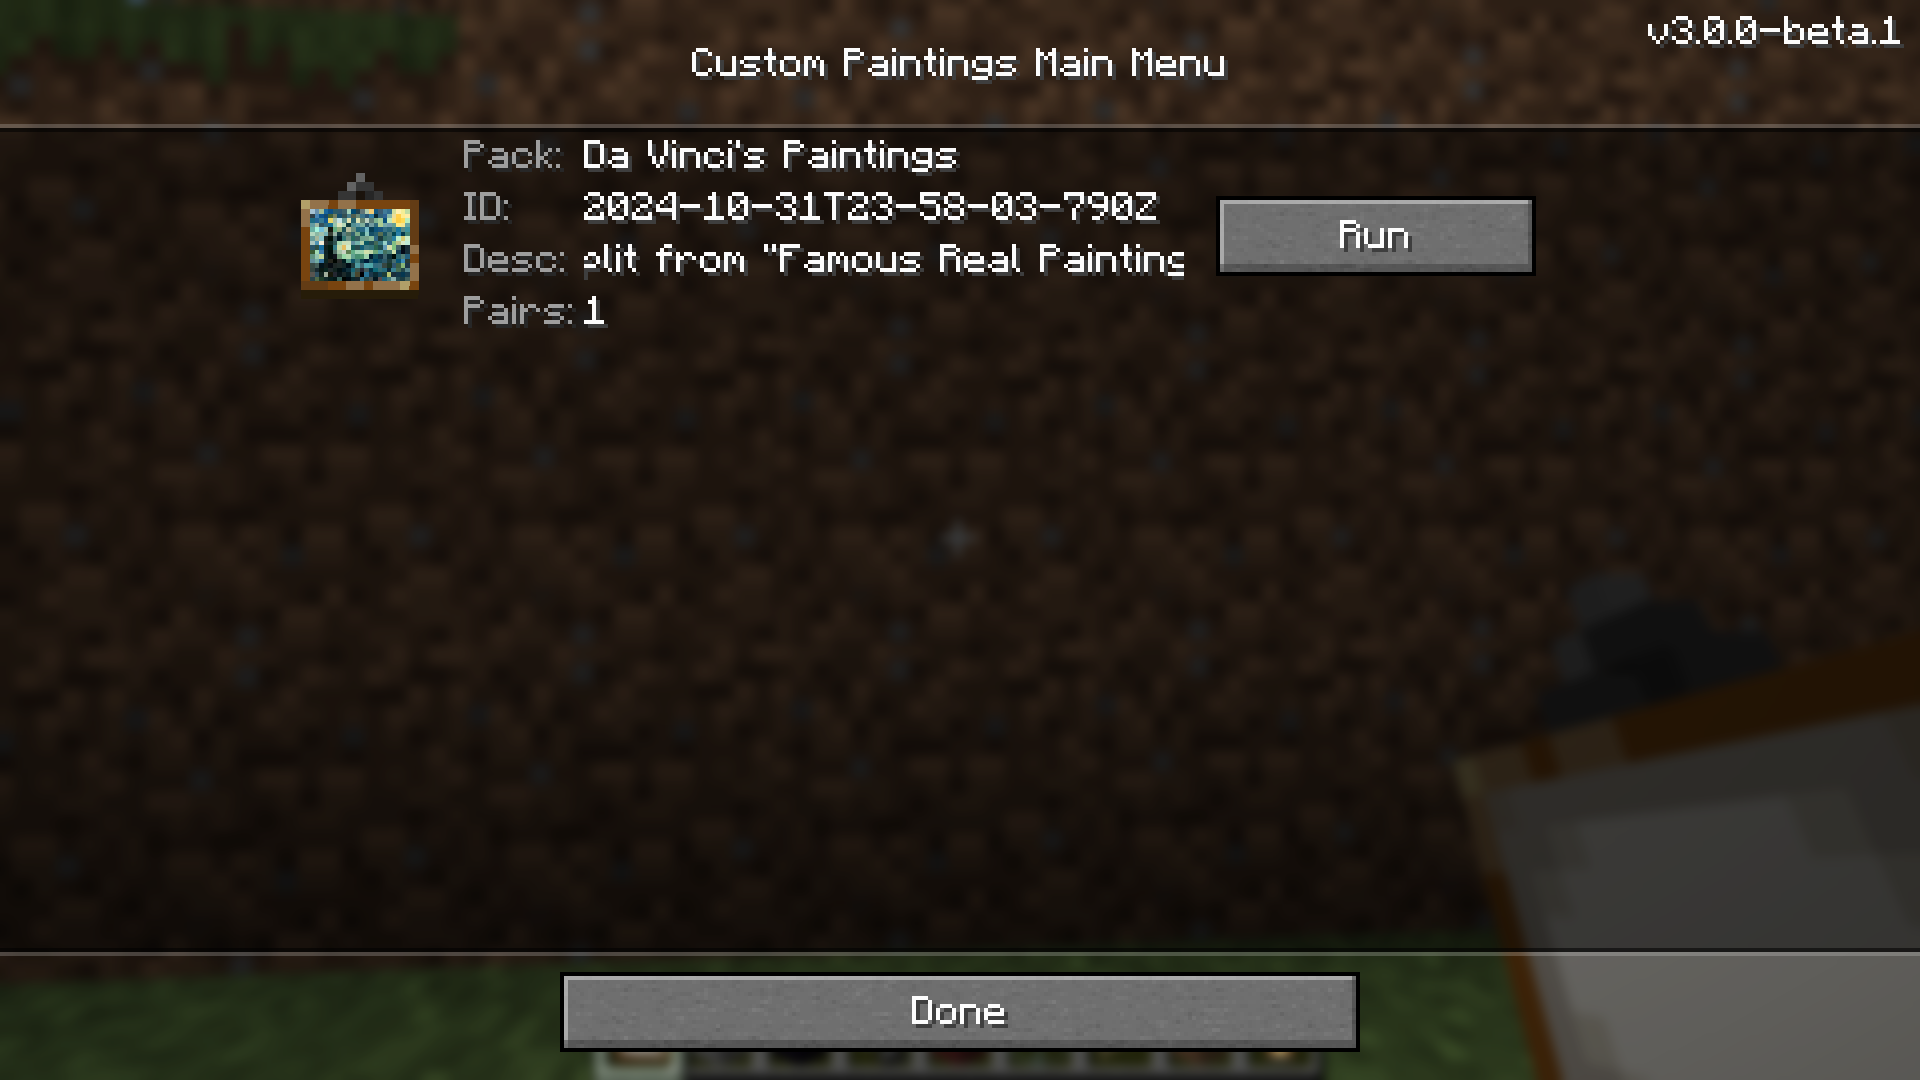 v3.0.0-beta.1
Custom Paintings Main Menu
Pack: Da Vinci's Paintings
ID: 2024-10-31T23-58-03-790Z
Desc: plit from "Famous Real Painting
Run
Pairs: 1
Done